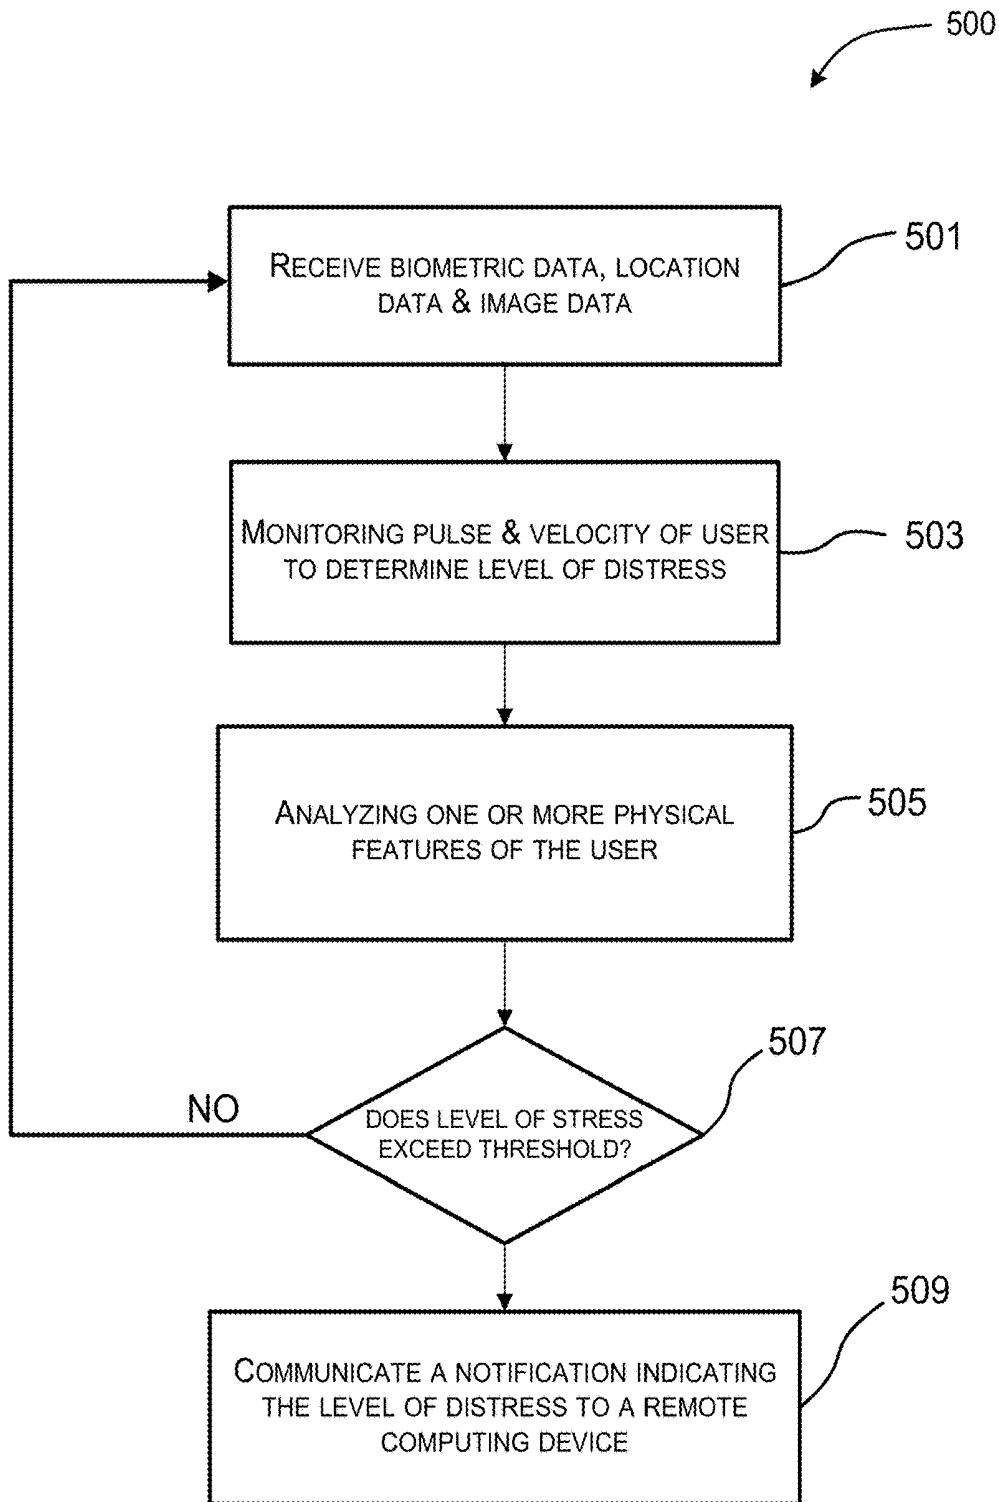 500
RECEIVE BIOMETRIC DATA, LOCATION
DATA & IMAGE DATA
501
MONITORING PULSE & VELOCITY OF USER
TO DETERMINE LEVEL OF DISTRESS
503
ANALYZING ONE OR MORE PHYSICAL
FEATURES OF THE USER
505
DOES LEVEL OF STRESS
EXCEED THRESHOLD?
507
NO
COMMUNICATE A NOTIFICATION INDICATING
THE LEVEL OF DISTRESS TO A REMOTE
COMPUTING DEVICE
509